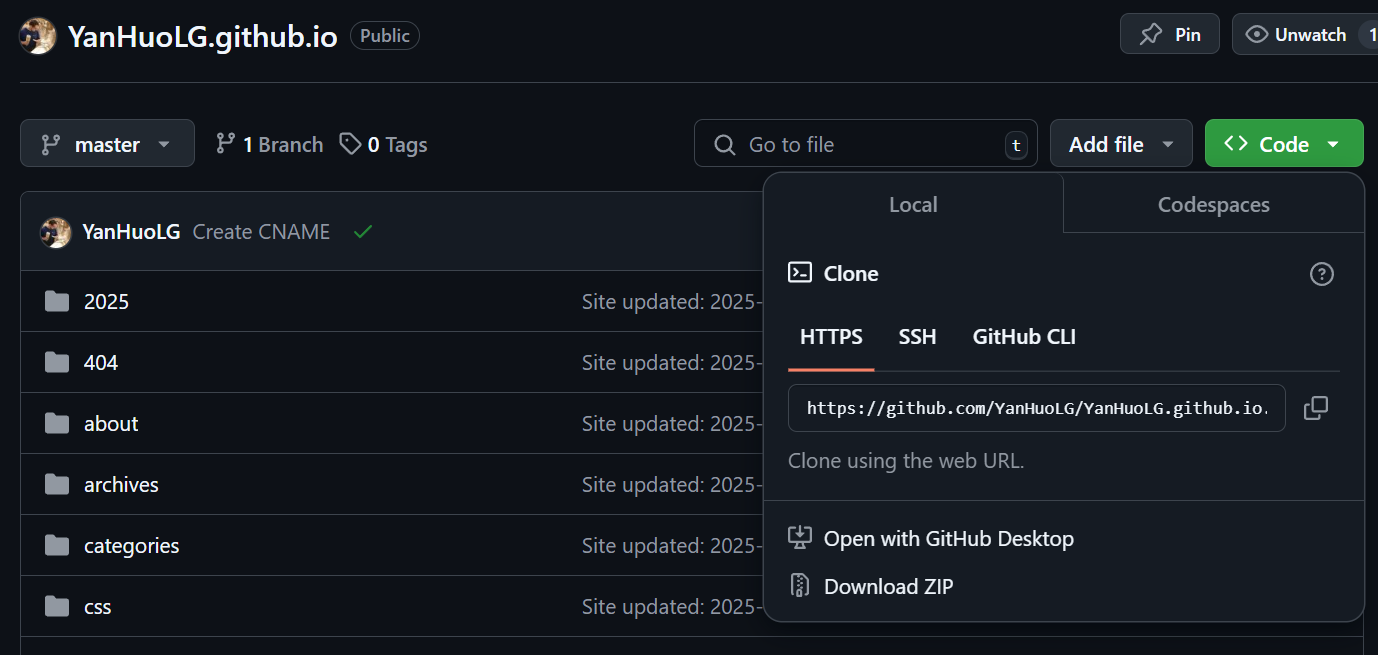 YanHuoLG.github.io Public Pin Unwatch 1
master 1 Branch 0 Tags Go to file t Add file Code
Local Codespaces
YanHuoLG Create CNAME
Clone
2025 Site updated: 2025-
HTTPS SSH GitHub CLI
404 Site updated: 2025-
https://github.com/YanHuoLG/YanHuoLG.github.io.
about Site updated: 2025-
Clone using the web URL.
archives Site updated: 2025-
categories Site updated: 2025-
Open with GitHub Desktop
Download ZIP
css Site updated: 2025-